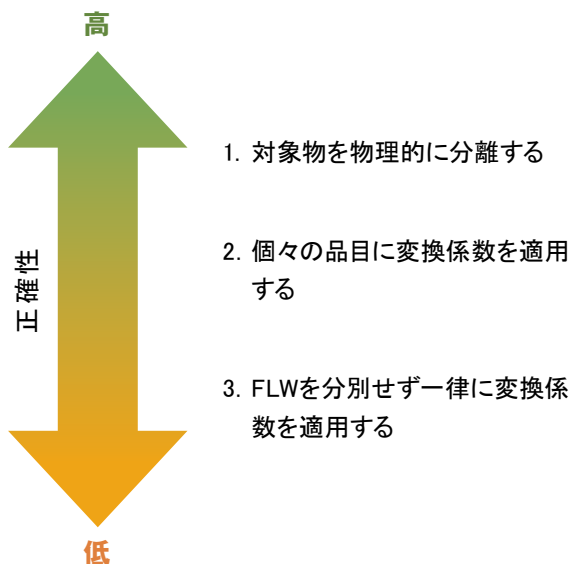 高
正確性
1. 対象物を物理的に分離する
2. 個々の品目に変換係数を適用
する
3. FLWを分別せず一律に変換係
数を適用する
低